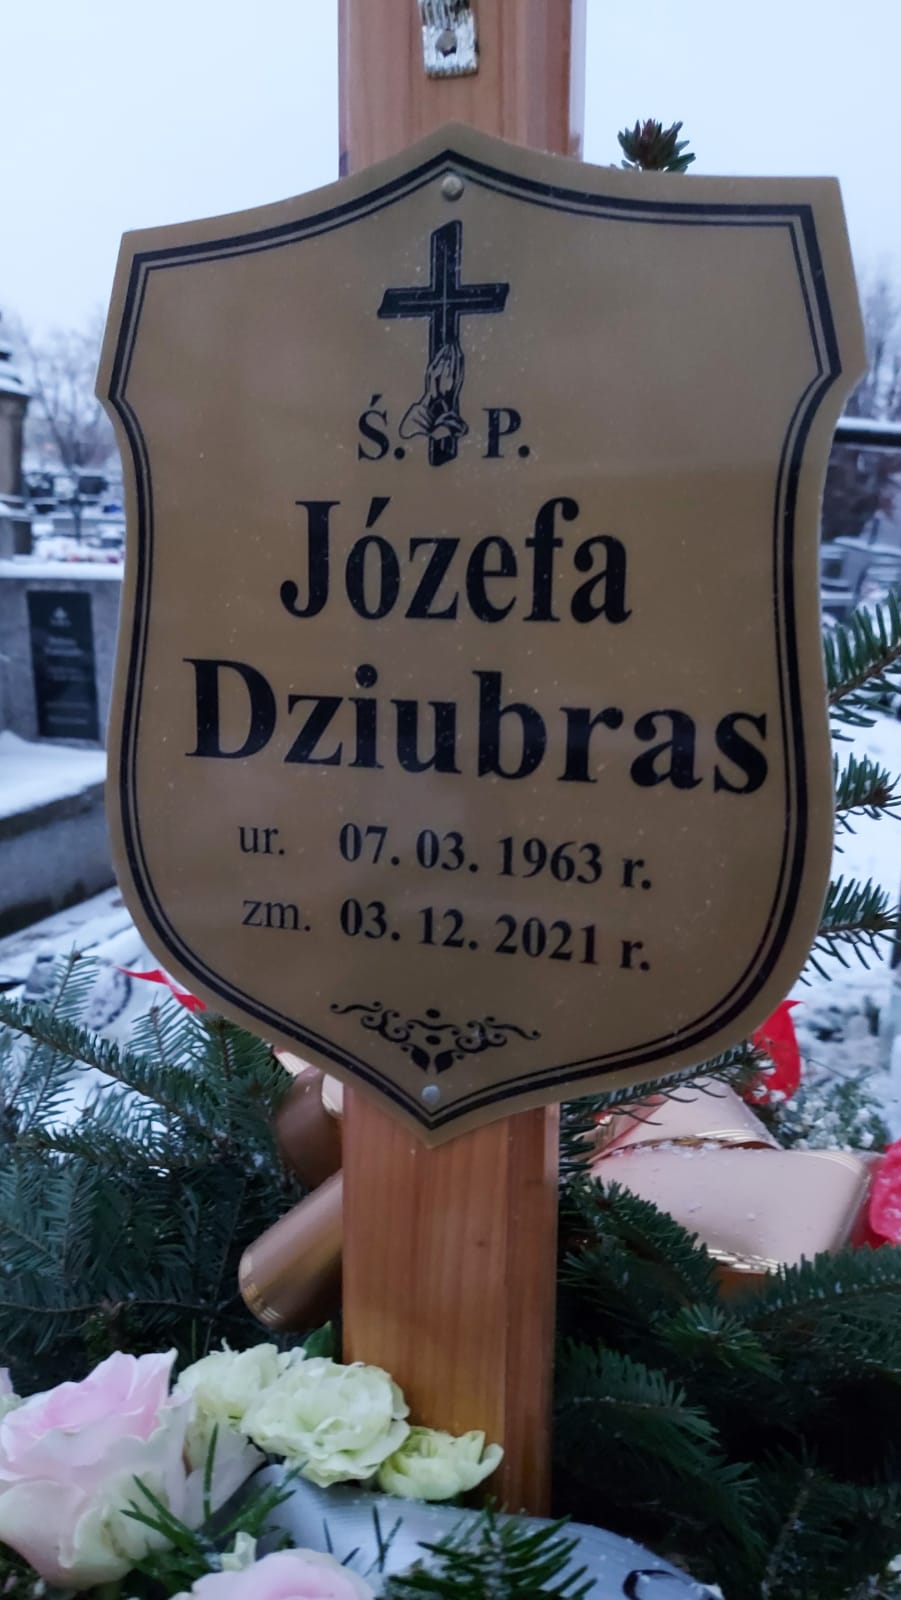 Ś. P.
Józefa
Dziubras
ur. 07. 03. 1963 r.
zm. 03. 12. 2021 r.